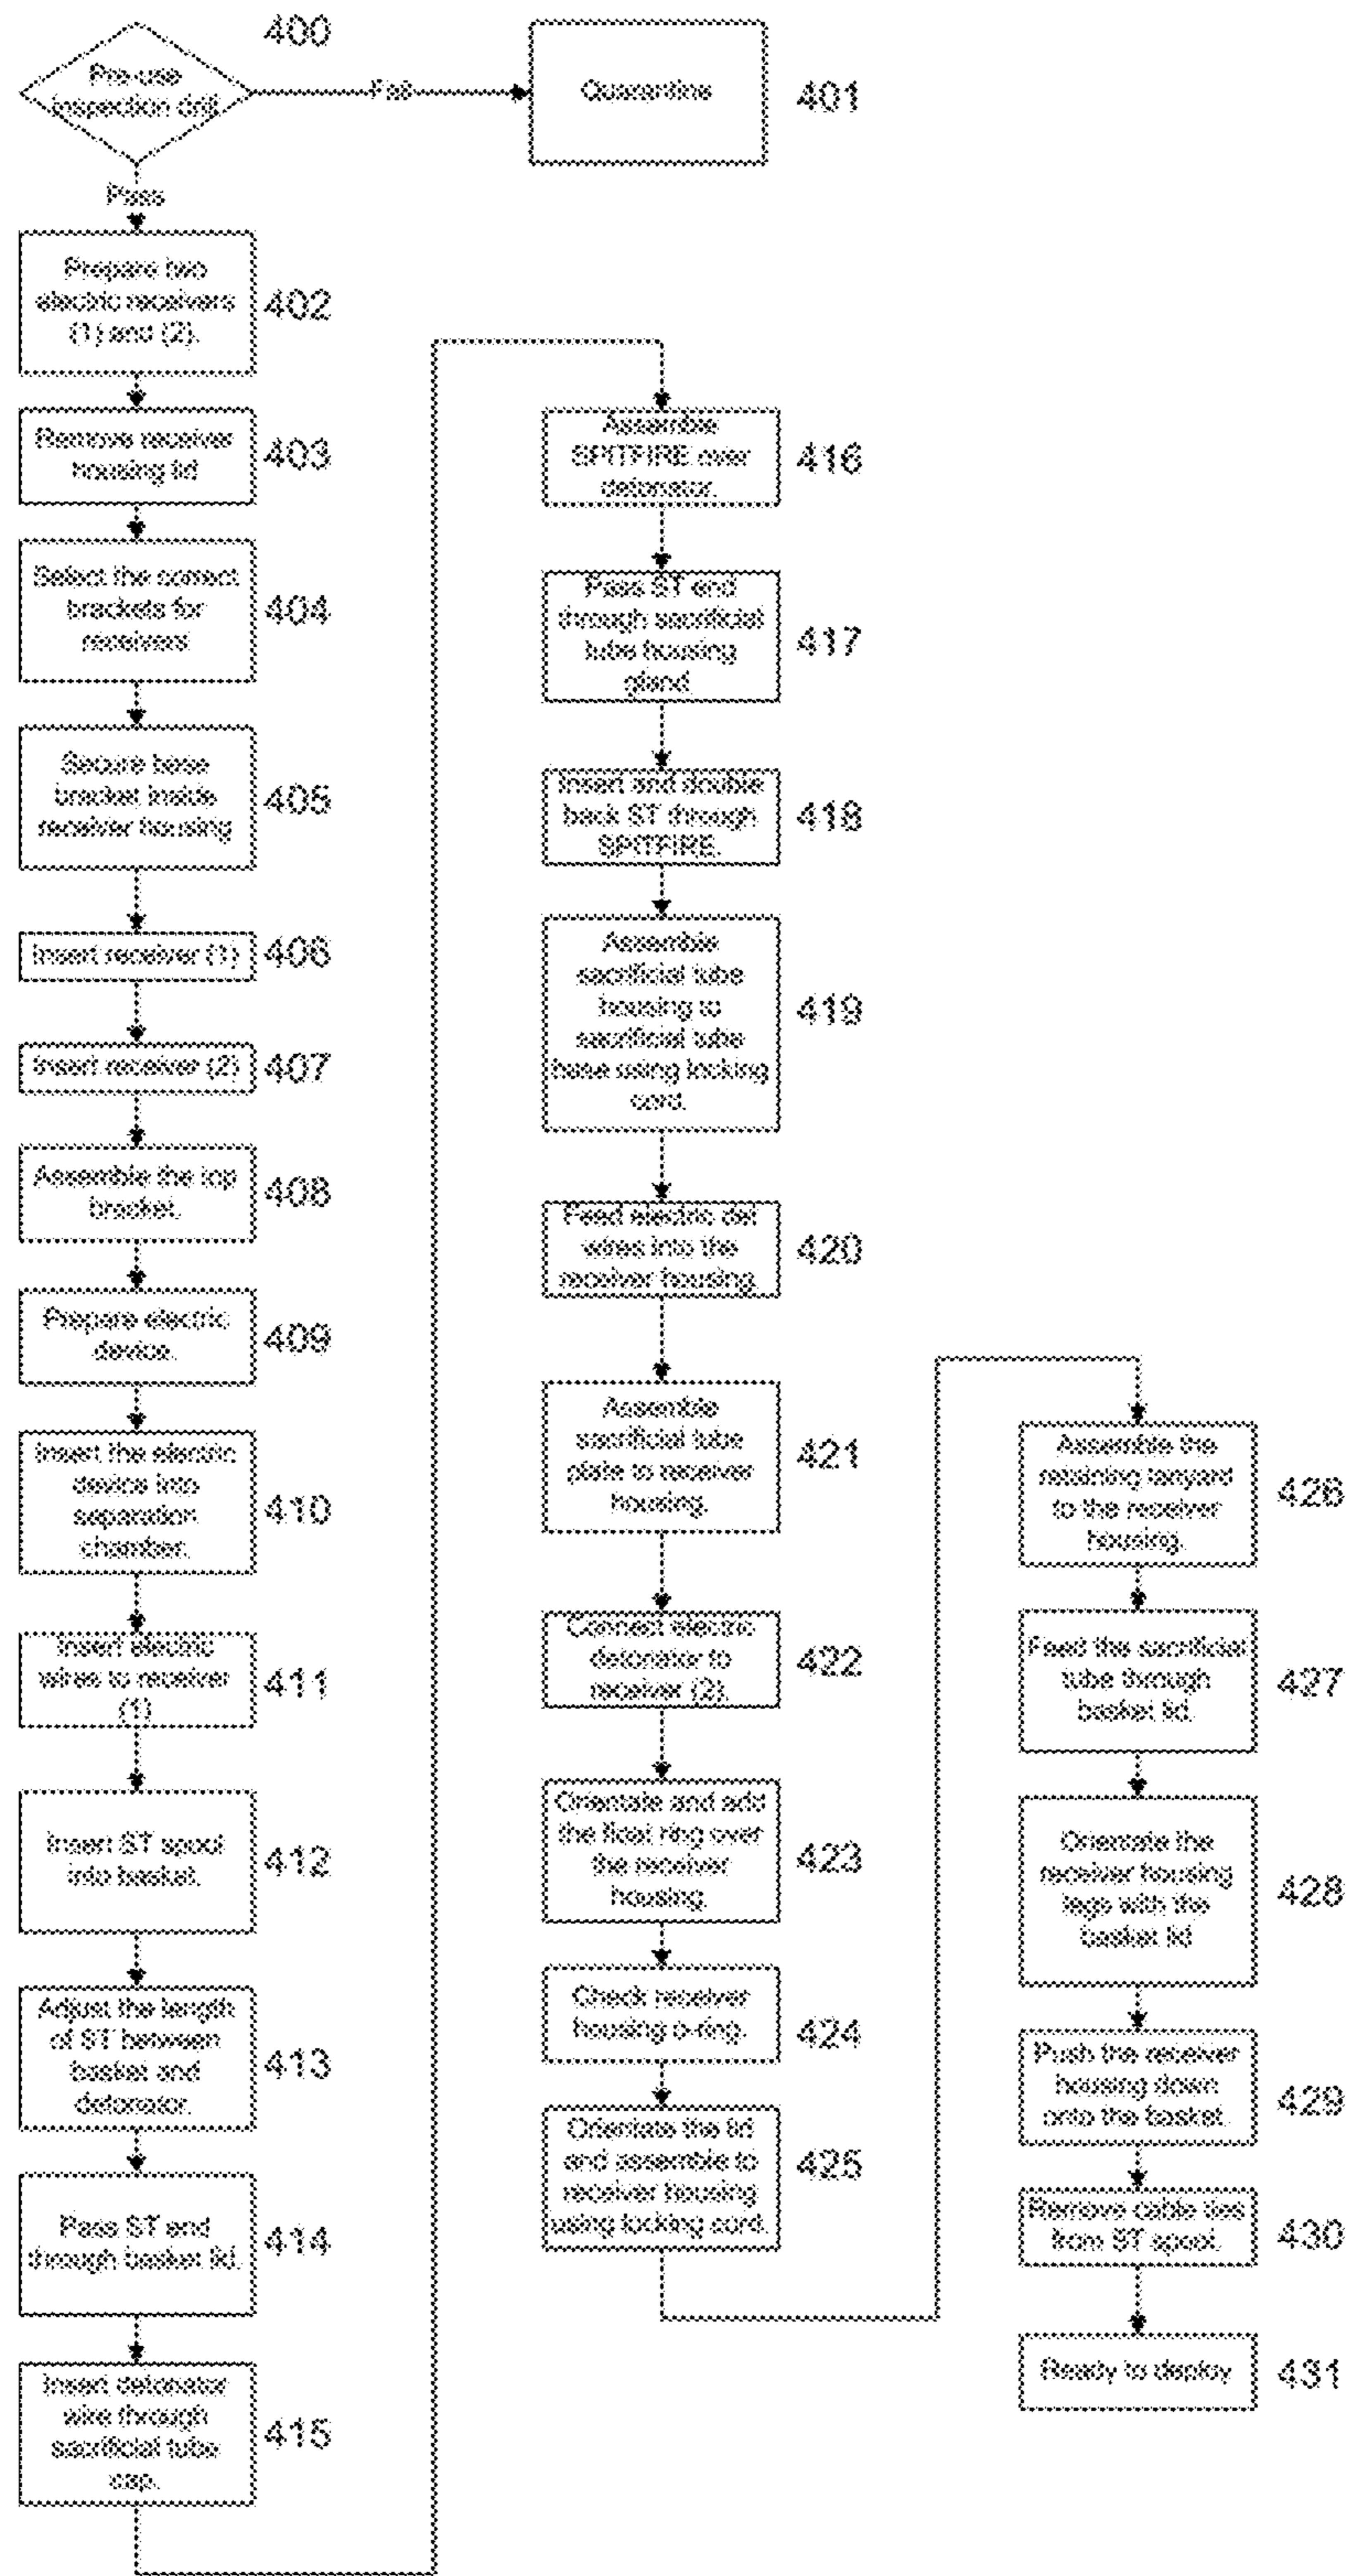 400
Pre-use
inspection drill
Fail
Quarantine
401
Pass
Prepare two
electric receivers
(1) and (2).
402
Remove receiver
housing lid
403
Select the correct
brackets for
receivers
404
Secure base
bracket inside
receiver housing
405
Insert receiver (1)
406
Insert receiver (2)
407
Assemble the top
bracket.
408
Prepare electric
device.
409
Insert the electric
device into
separation
chamber.
410
Insert electric
wires to receiver
(1)
411
Insert ST spool
into basket.
412
Adjust the length
of ST between
basket and
detonator.
413
Pass ST end
through basket lid.
414
Insert detonator
wire through
sacrificial tube
cap.
415
Assemble
SPITFIRE over
detonator.
416
Pass ST end
through sacrificial
tube housing
gland.
417
Insert and double
back ST through
SPITFIRE.
418
Assemble
sacrificial tube
housing to
sacrificial tube
base using locking
cord.
419
Feed electric det
wires into the
receiver housing.
420
Assemble
sacrificial tube
plate to receiver
housing.
421
Connect electric
detonator to
receiver (2).
422
Orientate and add
the float ring over
the receiver
housing.
423
Check receiver
housing o-ring.
424
Orientate the lid
and assemble to
receiver housing
using locking cord.
425
Assemble the
retaining lanyard
to the receiver
housing.
426
Feed the sacrificial
tube through
basket lid.
427
Orientate the
receiver housing
legs with the
basket lid
428
Push the receiver
housing down
onto the basket.
429
Remove cable ties
from ST spool.
430
Ready to deploy
431